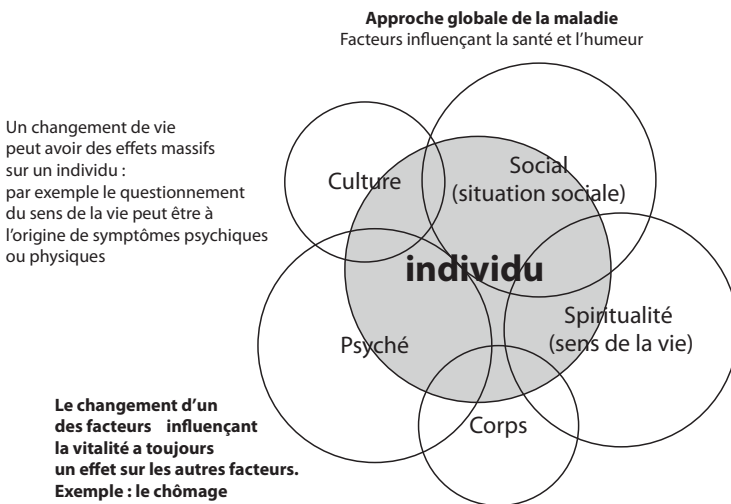 Approche globale de la maladie
Facteurs influençant la santé et l'humeur
Un changement de vie
peut avoir des effets massifs
sur un individu :
par exemple le questionnement
du sens de la vie peut être à
l'origine de symptômes psychiques
ou physiques
Culture
Social
(situation sociale)
individu
Psyché
Spiritualité
(sens de la vie)
Corps
Le changement d'un
des facteurs influençant
la vitalité a toujours
un effet sur les autres facteurs.
Exemple : le chômage